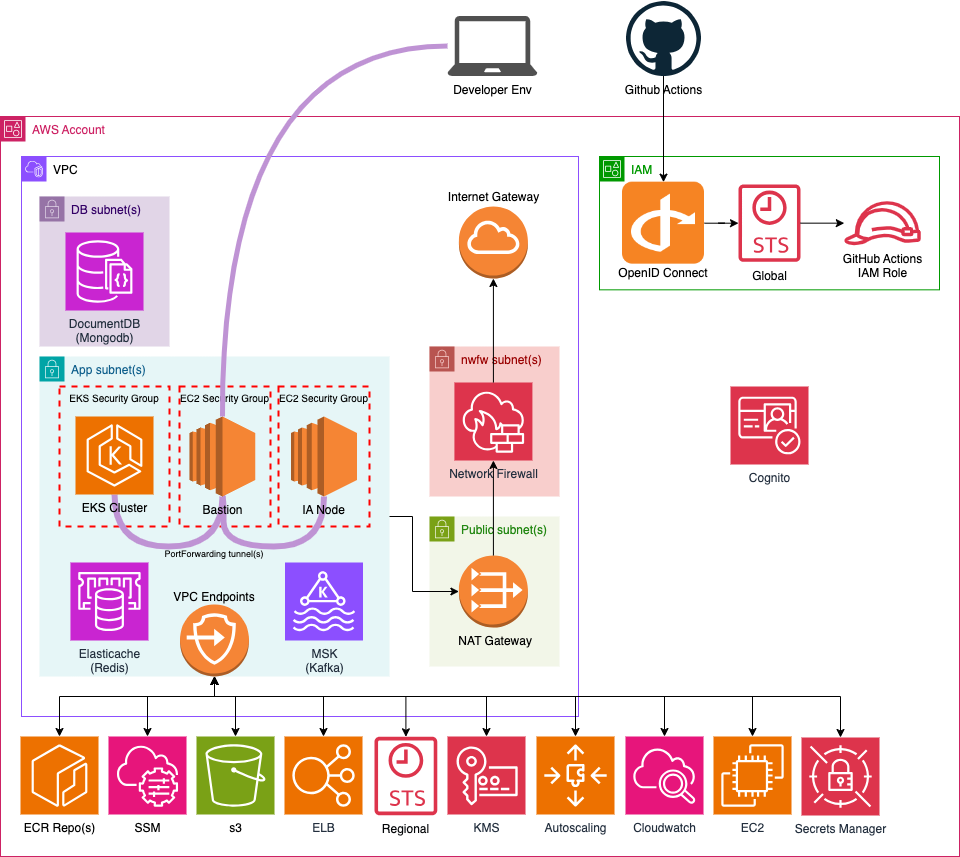 Developer Env
Github Actions
AWS Account
VPC
IAM
Internet Gateway
DB subnet(s)
OpenID Connect
STS
Global
GitHub Actions
IAM Role
DocumentDB
(Mongodb)
App subnet(s)
nwfw subnet(s)
EKS Security Group
EC2 Security Group
EC2 Security Group
K
EKS Cluster
Bastion
IA Node
Network Firewall
Cognito
PortForwarding tunnel(s)
Public subnet(s)
VPC Endpoints
K
NAT Gateway
Elasticache
(Redis)
MSK
(Kafka)
STS
ECR Repo(s)
SSM
s3
ELB
Regional
KMS
Autoscaling
Cloudwatch
EC2
Secrets Manager